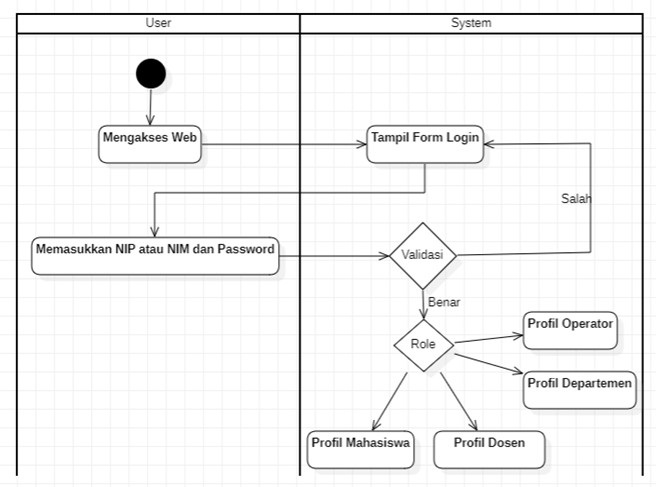 User
System
Mengakses Web
Tampil Form Login
Salah
Memasukkan NIP atau NIM dan Password
Validasi
Benar
Role
Profil Operator
Profil Departemen
Profil Mahasiswa
Profil Dosen